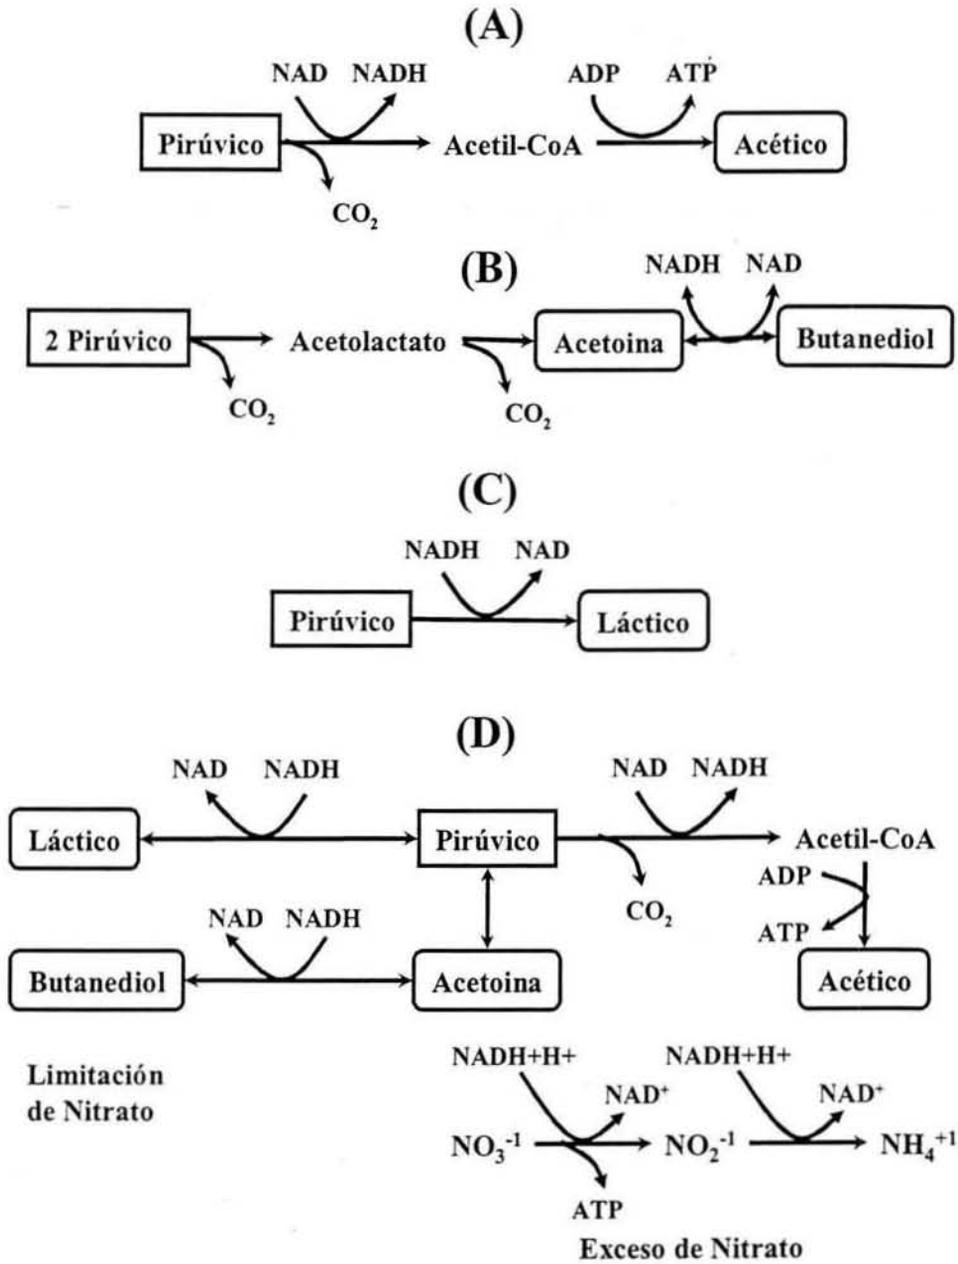 (A)
NAD NADH ADP ATP
Pirúvico Acetil-CoA Acético
CO₂
(B)
NADH NAD
2 Pirúvico Acetolactato Acetoina Butanediol
CO₂ CO₂
(C)
NADH NAD
Pirúvico Láctico
(D)
NAD NADH NAD NADH
Láctico Pirúvico Acetil-CoA
ADP
CO₂
NAD NADH ATP
Butanediol Acetoina Acético
Limitación
de Nitrato
NADH+H+ NADH+H+
NAD⁺ NAD⁺
NO₃⁻¹ NO₂⁻¹ NH₄⁺¹
ATP
Exceso de Nitrato